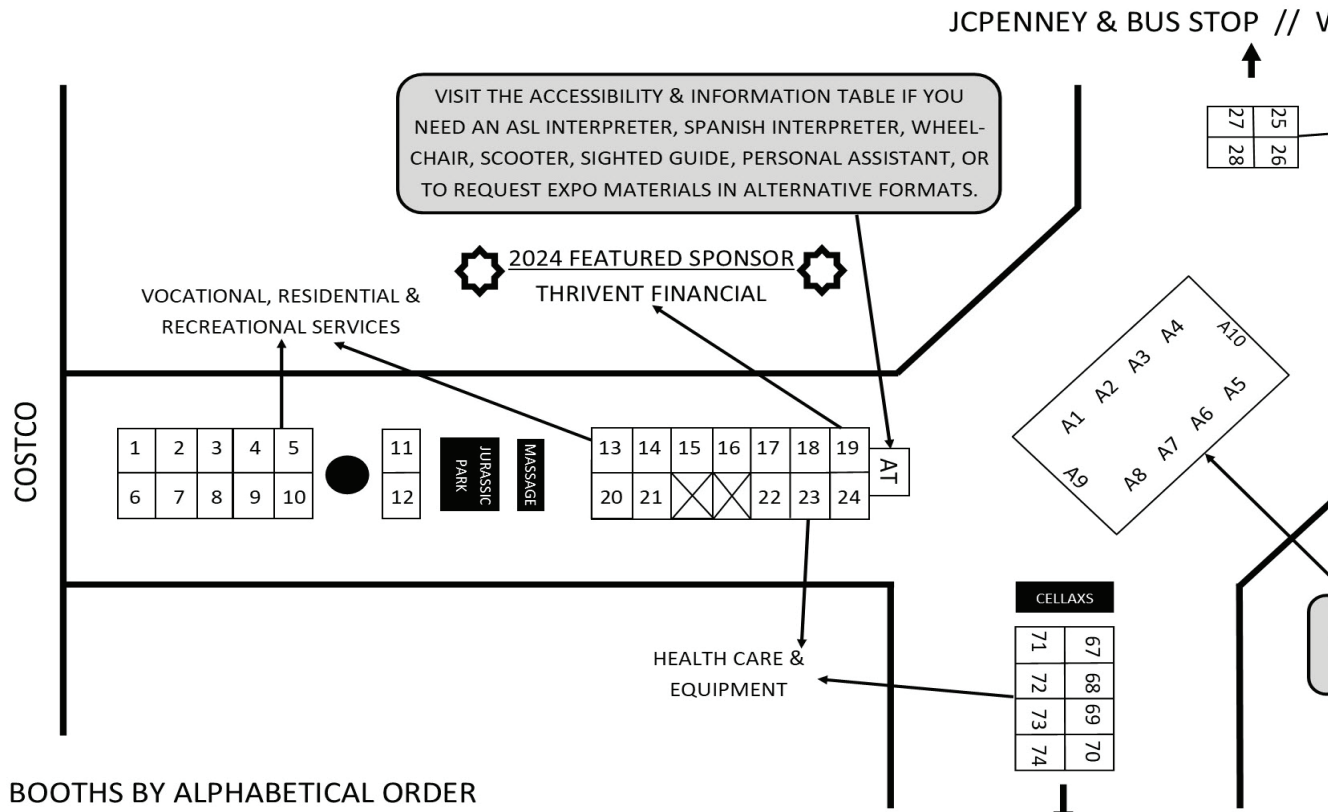 JCPENNEY & BUS STOP //
VISIT THE ACCESSIBILITY & INFORMATION TABLE IF YOU
NEED AN ASL INTERPRETER, SPANISH INTERPRETER, WHEEL-
CHAIR, SCOOTER, SIGHTED GUIDE, PERSONAL ASSISTANT, OR
TO REQUEST EXPO MATERIALS IN ALTERNATIVE FORMATS.
27 25
28 26
2024 FEATURED SPONSOR
THRIVENT FINANCIAL
VOCATIONAL, RESIDENTIAL &
RECREATIONAL SERVICES
A1 A2 A3 A4 A10
A9 A8 A7 A6 A5
COSTCO
1 2 3 4 5
6 7 8 9 10
11
12
JURASSIC
PARK
MASSAGE
13 14 15 16 17 18 19
20 21 22 23 24
AT
CELLAXS
71 67
72 68
73 69
74 70
HEALTH CARE &
EQUIPMENT
BOOTHS BY ALPHABETICAL ORDER